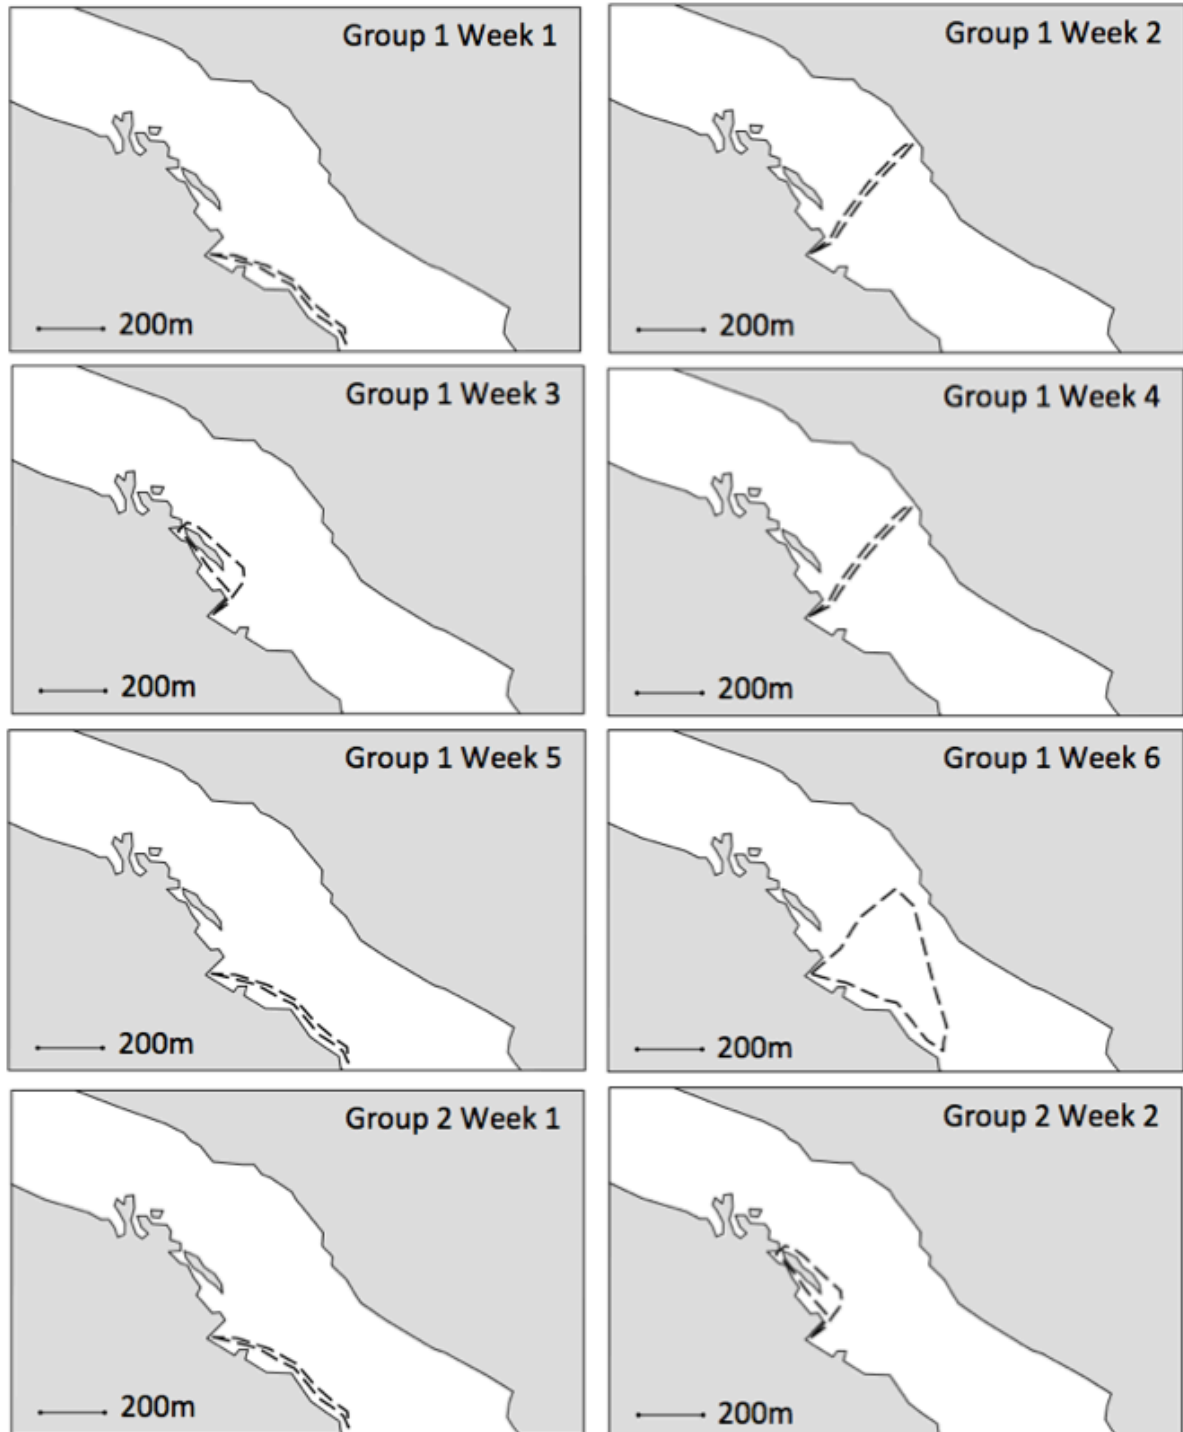 Group 1 Week 1
200m
Group 1 Week 2
200m
Group 1 Week 3
200m
Group 1 Week 4
200m
Group 1 Week 5
200m
Group 1 Week 6
200m
Group 2 Week 1
200m
Group 2 Week 2
200m